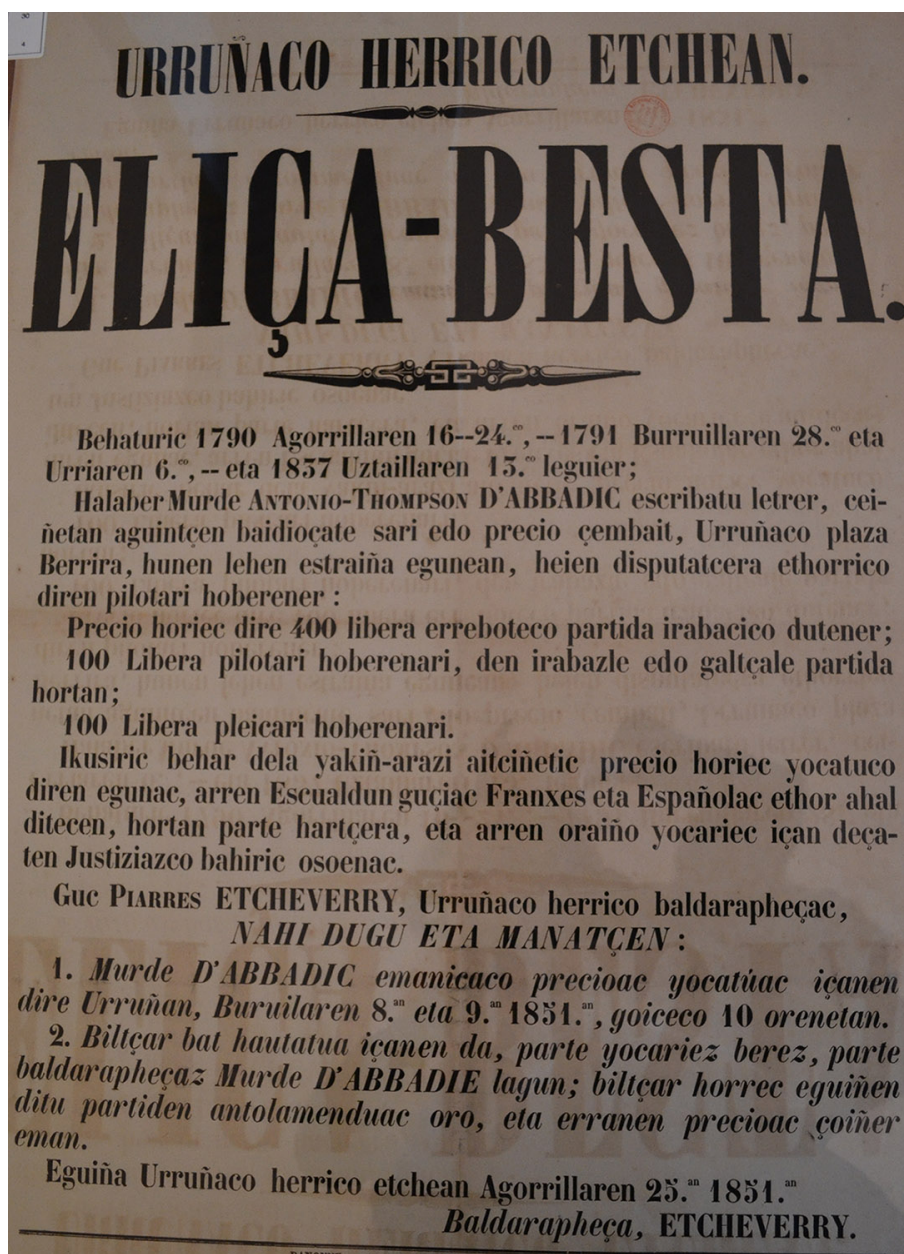 URRUÑACO HERRICO ETCHEAN.
ELIÇA-BESTA.
Behaturic 1790 Agorrillaren 16--24.co, -- 1791 Burruillaren 28.co eta
Urriaren 6.co, -- eta 1837 Uztaillaren 13.co leguier;
Halaber Murde ANTONIO-THOMPSON D'ABBADIC escribatu letrer, cei-
ñetan aguintçen baidioçate sari edo precio çembait, Urruñaco plaza
Berrira, hunen lehen estraiña egunean, heien disputatcera ethorrico
diren pilotari hoberener :
Precio horiec dire 400 libera erreboteco partida irabacico dutener;
100 Libera pilotari hoberenari, den irabazle edo galtçale partida
hortan;
100 Libera pleicari hoberenari.
Ikusiric behar dela yakiñ-arazi aitciñetic precio horiec yocatuco
diren egunac, arren Escualdun guçiac Franxes eta Españolac ethor ahal
ditecen, hortan parte hartçera, eta arren oraiño yocariec içan deça-
ten Justiziazco bahiric osoenac.
Guc PIARRES ETCHEVERRY, Urruñaco herrico baldarapheçac,
NAHI DUGU ETA MANATÇEN :
1. Murde D'ABBADIC emanicaco precioac yocatúac içanen
dire Urruñan, Buruilaren 8.an eta 9.an 1851.an, goiceco 10 orenetan.
2. Biltçar bat hautatua içanen da, parte yocariez berez, parte
baldarapheçaz Murde D'ABBADIE lagun; biltçar horrec eguiñen
ditu partiden antolamenduac oro, eta erranen precioac çoiñer
eman.
Eguiña Urruñaco herrico etchean Agorrillaren 25.an 1851.an
Baldarapheça, ETCHEVERRY.